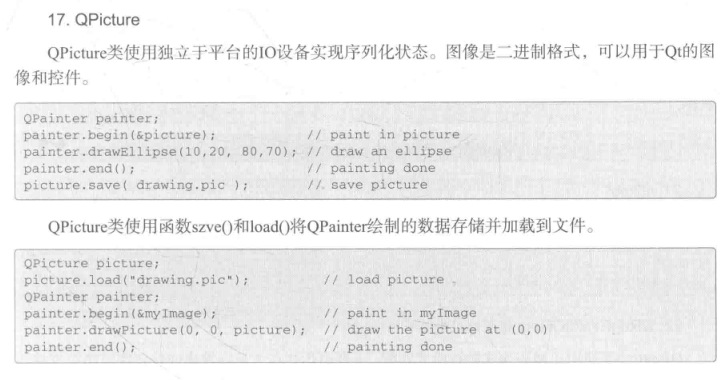 17. QPicture
QPicture类使用独立于平台的IO设备实现序列化状态。图像是二进制格式，可以用于Qt的图
像和控件。
QPainter painter;
painter.begin(&picture);           // paint in picture
painter.drawEllipse(10,20, 80,70); // draw an ellipse
painter.end();                     // painting done
picture.save( drawing.pic );       // save picture
QPicture类使用函数szve()和load()将QPainter绘制的数据存储并加载到文件。
QPicture picture;
picture.load("drawing.pic");          // load picture
QPainter painter;
painter.begin(&myImage);              // paint in myImage
painter.drawPicture(0, 0, picture);   // draw the picture at (0,0)
painter.end();                        // painting done